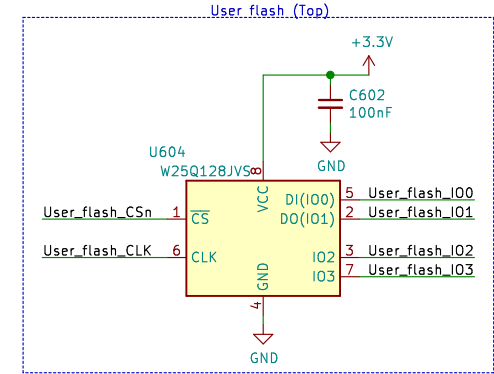 User flash (Top)
+3.3V
C602
100nF
GND
U604
W25Q128JVS
8
VCC
User_flash_CSn 1 CS
User_flash_CLK 6 CLK
DI(IO0) 5 User_flash_IO0
DO(IO1) 2 User_flash_IO1
IO2 3 User_flash_IO2
IO3 7 User_flash_IO3
GND
4
GND